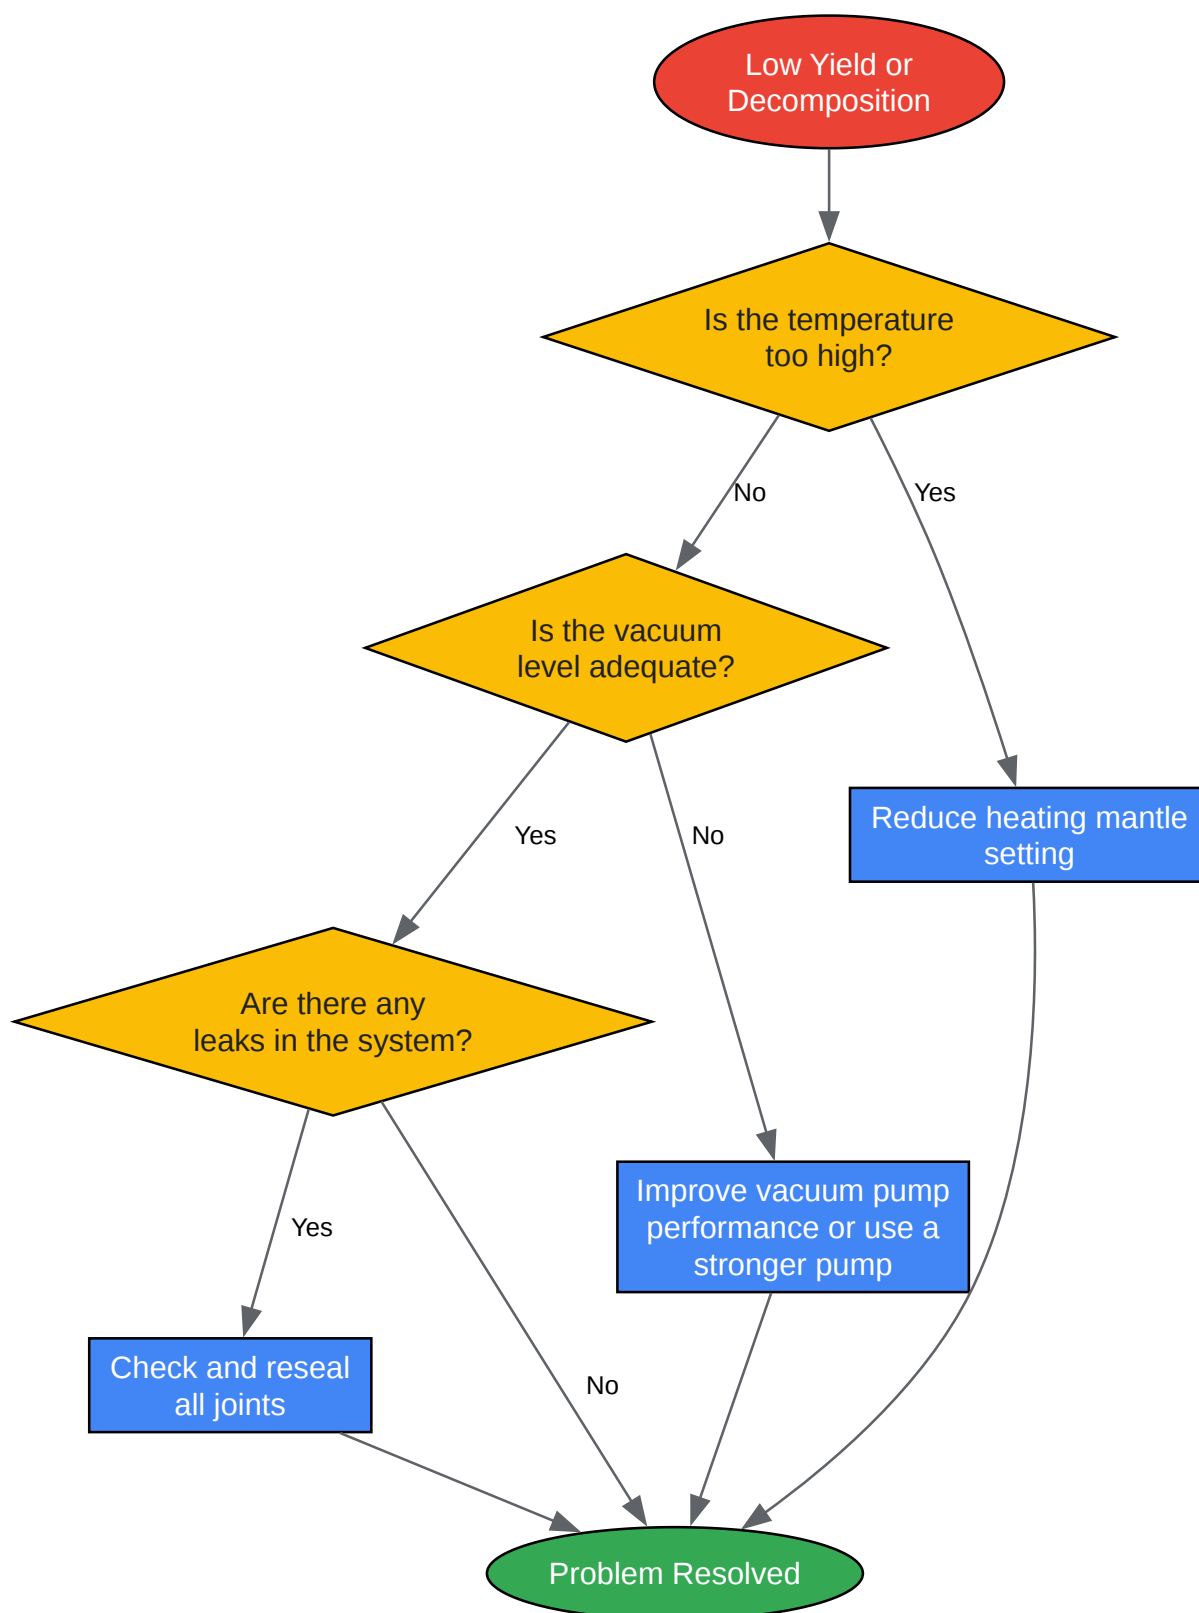 Low Yield or
Decomposition
Is the temperature
too high?
No
Yes
Is the vacuum
level adequate?
Reduce heating mantle
setting
Yes
No
Are there any
leaks in the system?
Improve vacuum pump
performance or use a
stronger pump
Yes
Check and reseal
all joints
No
Problem Resolved